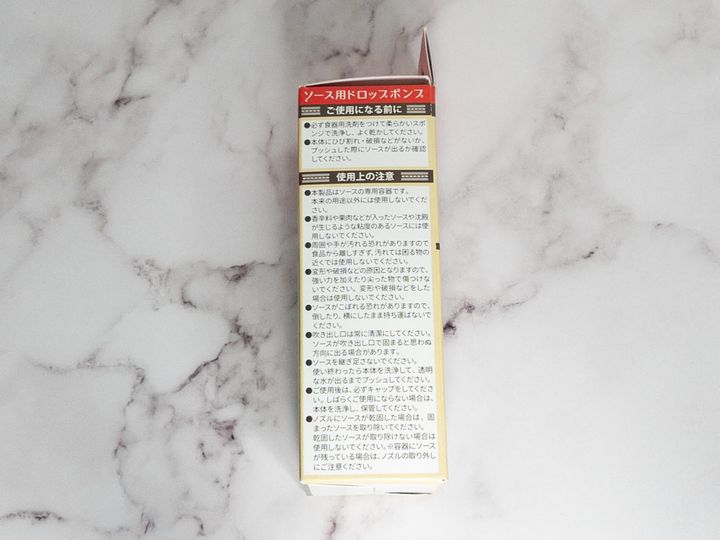 ソース用ドロップポンプ
ご使用になる前に
●必ず食器用洗剤をつけて柔らかいスポ
ンジで洗浄し、よく乾かしてください。
●本体にひび割れ・破損などがないか、
プッシュした際にソースが出るか確認
してください。
使用上の注意
●本製品はソースの専用容器です。
本来の用途以外には使用しないでくだ
さい。
●香辛料や果肉などが入ったソースや沈殿
が生じるような粘度のあるソースには使
用しないでください。
●周囲や手が汚れる恐れがありますので
食品から離しすぎず、汚れては困る物の
近くでは使用しないでください。
●変形や破損などの原因となりますので、
強い力を加えたり尖った物で傷つけな
いでください。変形や破損などをした
場合は使用しないでください。
●ソースがこぼれる恐れがありますので、
倒したり、横にしたまま持ち運ばないで
ください。
●吹き出し口は常に清潔にしてください。
ソースが吹き出し口で固まると思わぬ
方向に出る場合があります。
●ソースを継ぎ足さないでください。
使い終わったら本体を洗浄して、透明
な水が出るまでプッシュしてください。
●ご使用後は、必ずキャップをしてくださ
い。しばらくご使用にならない場合は、
本体を洗浄し、保管してください。
●ノズルにソースが乾固した場合は、固
まったソースを取り除いてください。
乾固したソースが取り除けない場合は
使用しないでください。※容器にソース
が残っている場合は、ノズルの取り外し
にご注意ください。